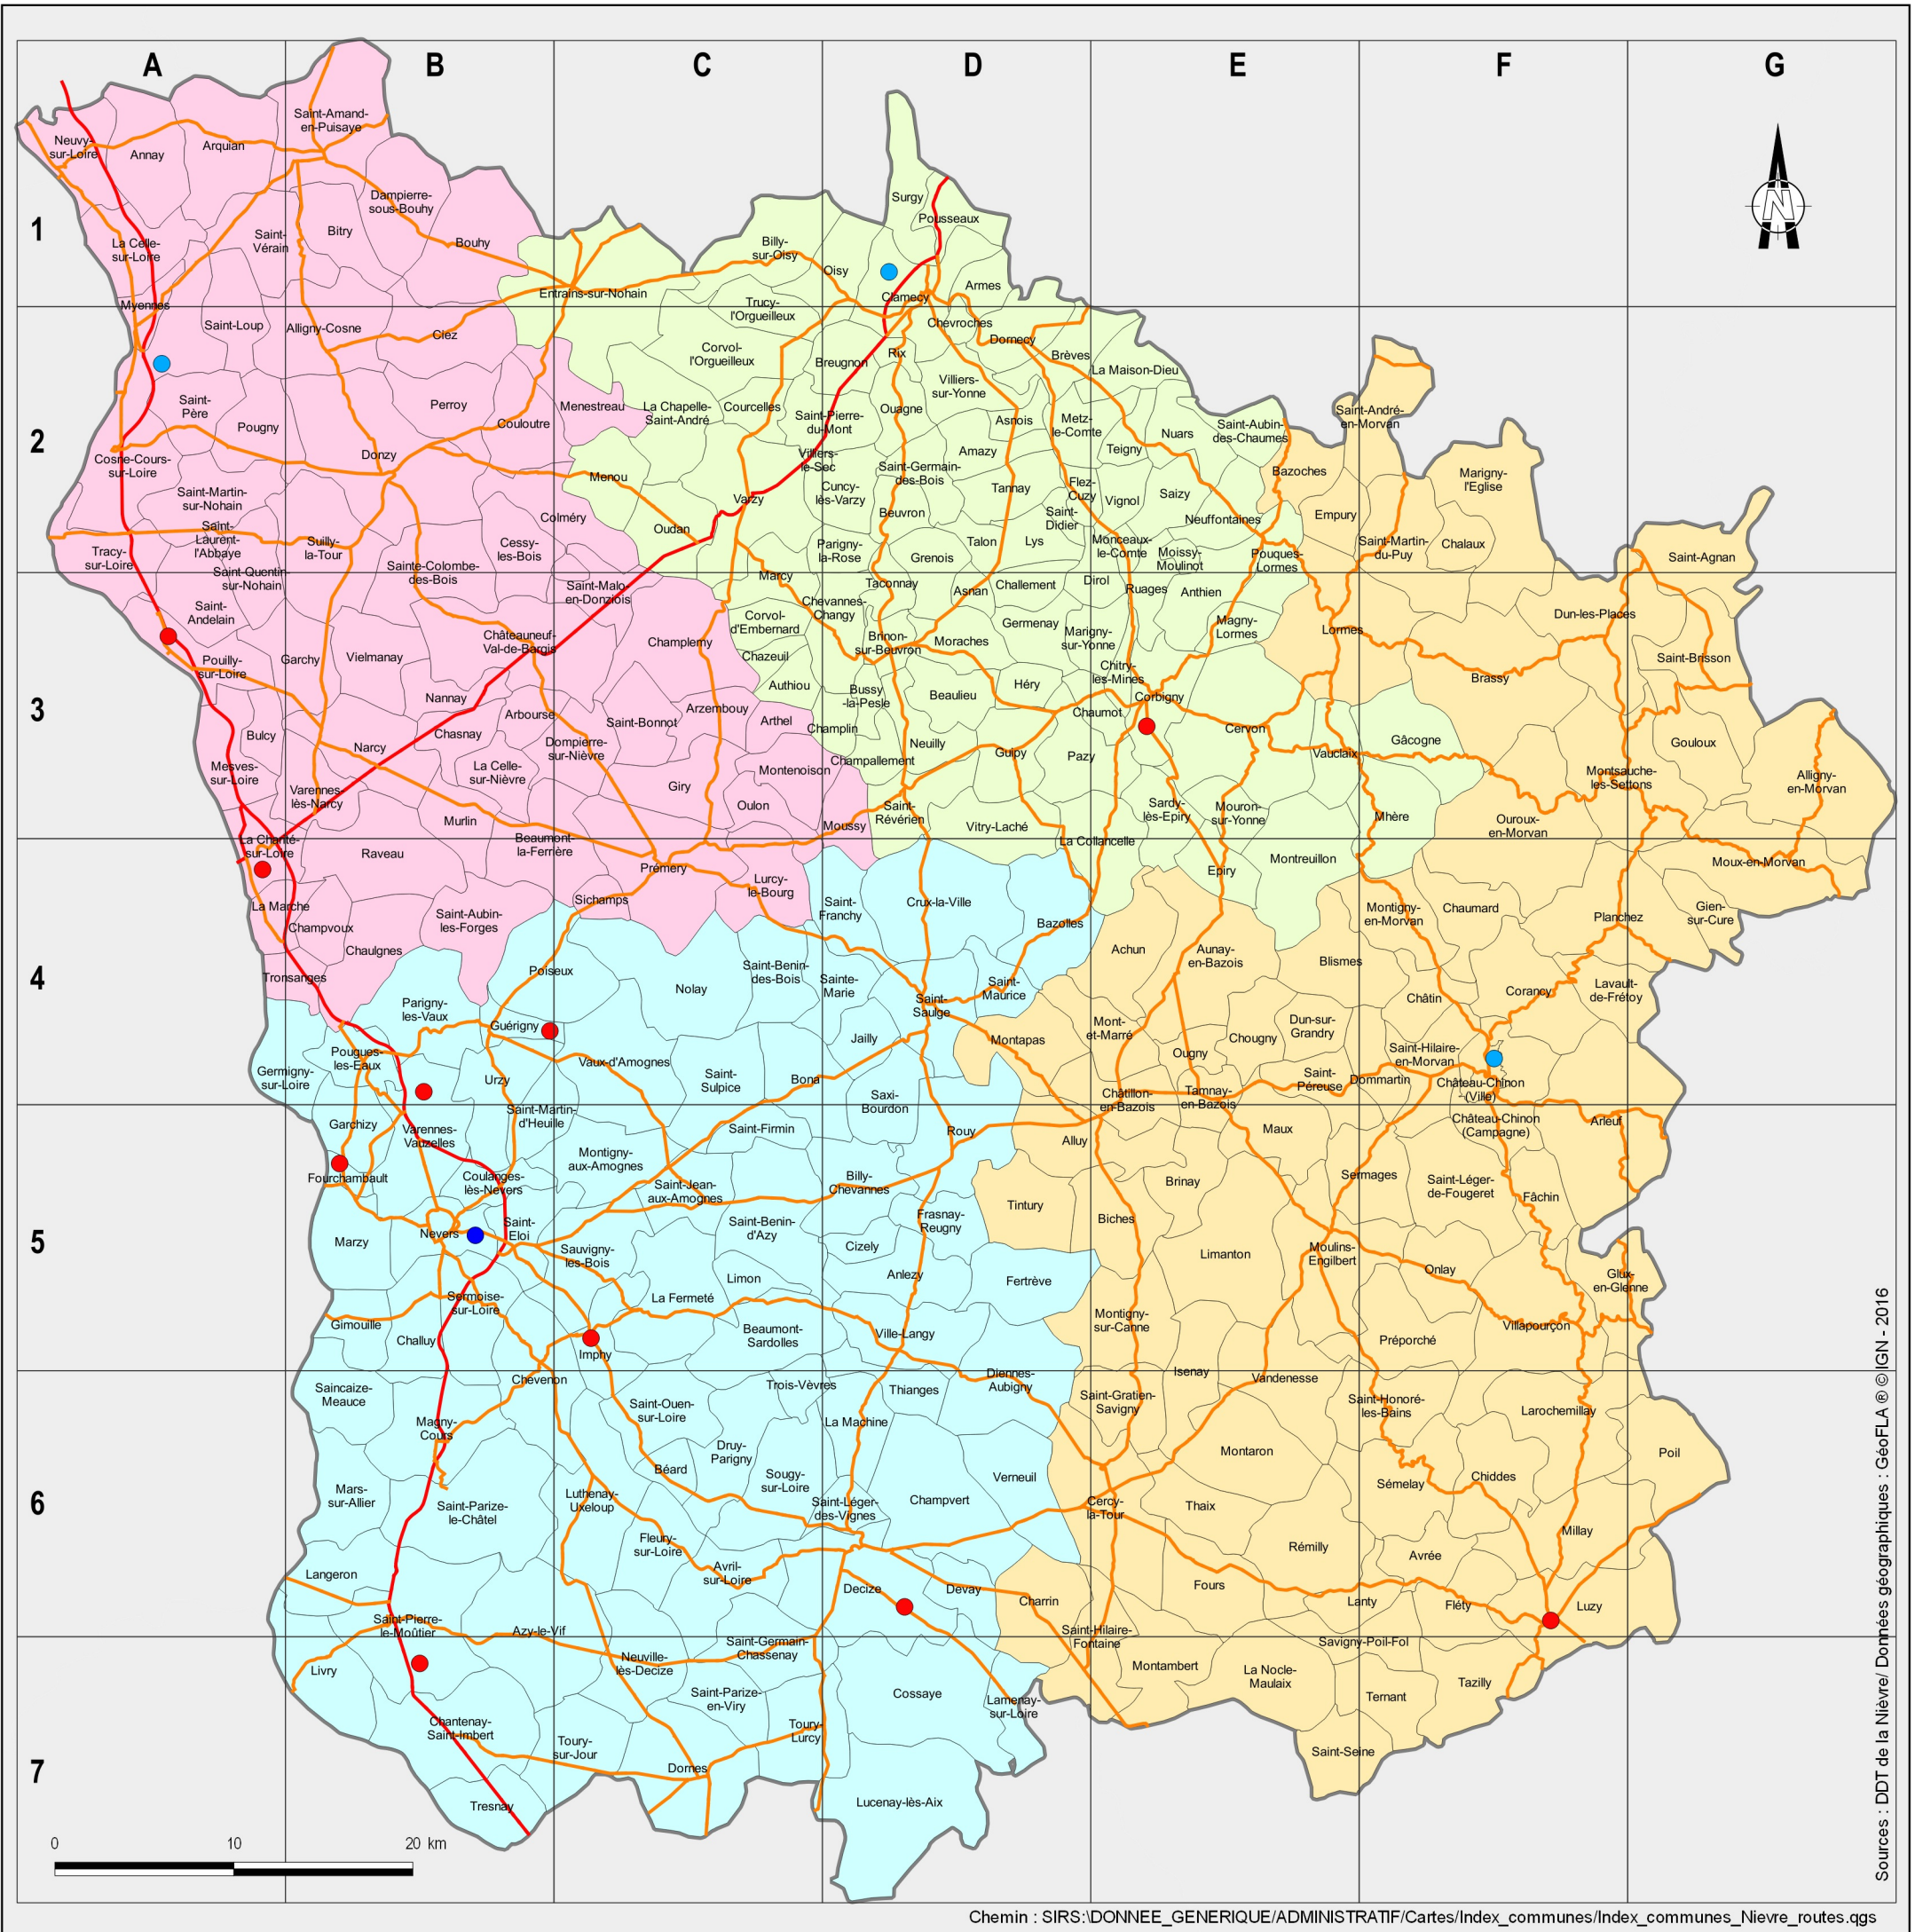 A
B
C
D
E
F
G
1
2
3
4
5
6
7
N
Saint-Amand-
en-Puisaye
Neuvy-
sur-Loire
Annay
Arquian
Dampierre-
sous-Bouhy
Surgy
Pousseaux
La Celle-
sur-Loire
Saint-
Vérain
Bitry
Bouhy
Billy-
sur-Oisy
Oisy
Clamecy
Armes
Entrains-sur-Nohain
Myennes
Trucy-
l'Orgueilleux
Saint-Loup
Alligny-Cosne
Ciez
Chevroches
Dornecy
Corvol-
l'Orgueilleux
Breugnon
Rix
Brèves
La Maison-Dieu
Villiers-
sur-Yonne
Saint-
Père
Perroy
Menestreau
La Chapelle-
Saint-André
Courcelles
Saint-Pierre-
du-Mont
Ouagne
Asnois
Metz-
le-Comte
Nuars
Saint-Aubin-
des-Chaumes
Saint-André-
en-Morvan
Pougny
Couloutre
Teigny
Cosne-Cours-
sur-Loire
Donzy
Menou
Villiers-
le-Sec
Saint-Germain-
des-Bois
Amazy
Bazoches
Marigny-
l'Eglise
Saint-Martin-
sur-Nohain
Varzy
Cuncy-
lès-Varzy
Tannay
Flez-
Cuzy
Vignol
Saizy
Colméry
Oudan
Beuvron
Saint-
Didier
Neuffontaines
Empury
Saint-
Laurent-
l'Abbaye
Tracy-
sur-Loire
Suilly-
la-Tour
Cessy-
les-Bois
Parigny-
la-Rose
Grenois
Talon
Lys
Monceaux-
le-Comte
Moissy-
Moulinot
Pouques-
Lormes
Saint-Martin-
du-Puy
Chalaux
Saint-Agnan
Saint-Quentin-
sur-Nohain
Sainte-Colombe-
des-Bois
Saint-Malo-
en-Donziois
Marcy
Taconnay
Asnan
Challement
Dirol
Ruages
Anthien
Saint-
Andelain
Corvol-
d'Embernard
Chevannes-
Changy
Germenay
Magny-
Lormes
Lormes
Dun-les-Places
Châteauneuf-
Val-de-Bargis
Champlemy
Brinon-
sur-Beuvron
Moraches
Marigny-
sur-Yonne
Pouilly-
sur-Loire
Garchy
Vielmanay
Chazeuil
Chitry-
les-Mines
Brassy
Saint-Brisson
Nannay
Authiou
Bussy
-la-Pesle
Beaulieu
Héry
Corbigny
Arbourse
Saint-Bonnot
Arzembouy
Arthel
Champlin
Chaumot
Cervon
Bulcy
Narcy
Chasnay
Dompierre-
sur-Nièvre
Neuilly
Guipy
Pazy
Vauclaix
Gâcogne
Gouloux
Mesves-
sur-Loire
La Celle-
sur-Nièvre
Montenoison
Champallement
Montsauche-
les-Settons
Alligny-
en-Morvan
Varennes-
lès-Narcy
Giry
Oulon
Saint-
Révérien
Sardy-
lès-Epiry
Mouron-
sur-Yonne
Mhère
Ouroux-
en-Morvan
Murlin
Moussy
Vitry-Laché
La Charité-
sur-Loire
Raveau
Beaumont-
la-Ferrière
Prémery
La Collancelle
Epiry
Montreuillon
Moux-en-Morvan
Lurcy-
le-Bourg
La Marche
Champvoux
Saint-Aubin-
les-Forges
Sichamps
Saint-
Franchy
Crux-la-Ville
Bazolles
Montigny-
en-Morvan
Chaumard
Planchez
Gien-
sur-Cure
Chaulgnes
Achun
Aunay-
en-Bazois
Blismes
Tronsanges
Poiseux
Nolay
Saint-Benin-
des-Bois
Sainte-
Marie
Saint-
Maurice
Châtin
Corancy
Lavault-
de-Frétoy
Parigny-
les-Vaux
Guérigny
Saint-
Saulge
Mont-
et-Marré
Dun-sur-
Grandry
Chougny
Pougues-
les-Eaux
Vaux-d'Amognes
Jailly
Montapas
Ougny
Saint-Hilaire-
en-Morvan
Germigny-
sur-Loire
Urzy
Saint-
Sulpice
Bona
Châtillon-
en-Bazois
Tamnay-
en-Bazois
Saint-
Péreuse
Dommartin
Château-Chinon
(Ville)
Garchizy
Varennes-
Vauzelles
Saint-Martin-
d'Heuille
Saxi-
Bourdon
Saint-Firmin
Rouy
Alluy
Maux
Château-Chinon
(Campagne)
Arleuf
Fourchambault
Coulanges-
lès-Nevers
Montigny-
aux-Amognes
Saint-Jean-
aux-Amognes
Billy-
Chevannes
Brinay
Sermages
Saint-Léger-
de-Fougeret
Fâchin
Marzy
Nevers
Saint-
Eloi
Sauvigny-
les-Bois
Saint-Benin-
d'Azy
Cizely
Frasnay-
Reugny
Tintury
Biches
Limanton
Moulins-
Engilbert
Onlay
Glux-
en-Glenne
Limon
Anlezy
Fertrève
Sermoise-
sur-Loire
La Fermeté
Gimouille
Challuy
Imphy
Beaumont-
Sardolles
Ville-Langy
Montigny-
sur-Canne
Préporché
Villapourçon
Saincaize-
Meauce
Chevenon
Trois-Vèvres
Thianges
Diennes-
Aubigny
Isenay
Vandenesse
Saint-Ouen-
sur-Loire
La Machine
Saint-Gratien-
Savigny
Saint-Honoré-
les-Bains
Larochemillay
Magny-
Cours
Druy-
Parigny
Montaron
Poil
Mars-
sur-Allier
Béard
Sougy-
sur-Loire
Verneuil
Sémelay
Chiddes
Saint-Parize-
le-Châtel
Luthenay-
Uxeloup
Saint-Léger-
des-Vignes
Champvert
Cercy-
la-Tour
Thaix
Fleury-
sur-Loire
Rémilly
Avrée
Millay
Langeron
Avril-
sur-Loire
Decize
Devay
Charrin
Fours
Lanty
Fléty
Luzy
Saint-Pierre-
le-Moûtier
Azy-le-Vif
Saint-Germain-
Chassenay
Saint-Hilaire-
Fontaine
Savigny-Poil-Fol
Livry
Neuville-
lès-Decize
Montambert
La Nocle-
Maulaix
Tazilly
Saint-Parize-
en-Viry
Cossaye
Lamenay-
sur-Loire
Ternant
Chantenay-
Saint-Imbert
Toury-
sur-Jour
Toury-
Lurcy
Saint-Seine
Dornes
Tresnay
Lucenay-lès-Aix
0 10 20 km
Sources : DDT de la Nièvre/ Données géographiques : GéoFLA ® © IGN - 2016
Chemin : SIRS:\DONNEE_GENERIQUE/ADMINISTRATIF/Cartes/Index_communes/Index_communes_Nievre_routes.qgs